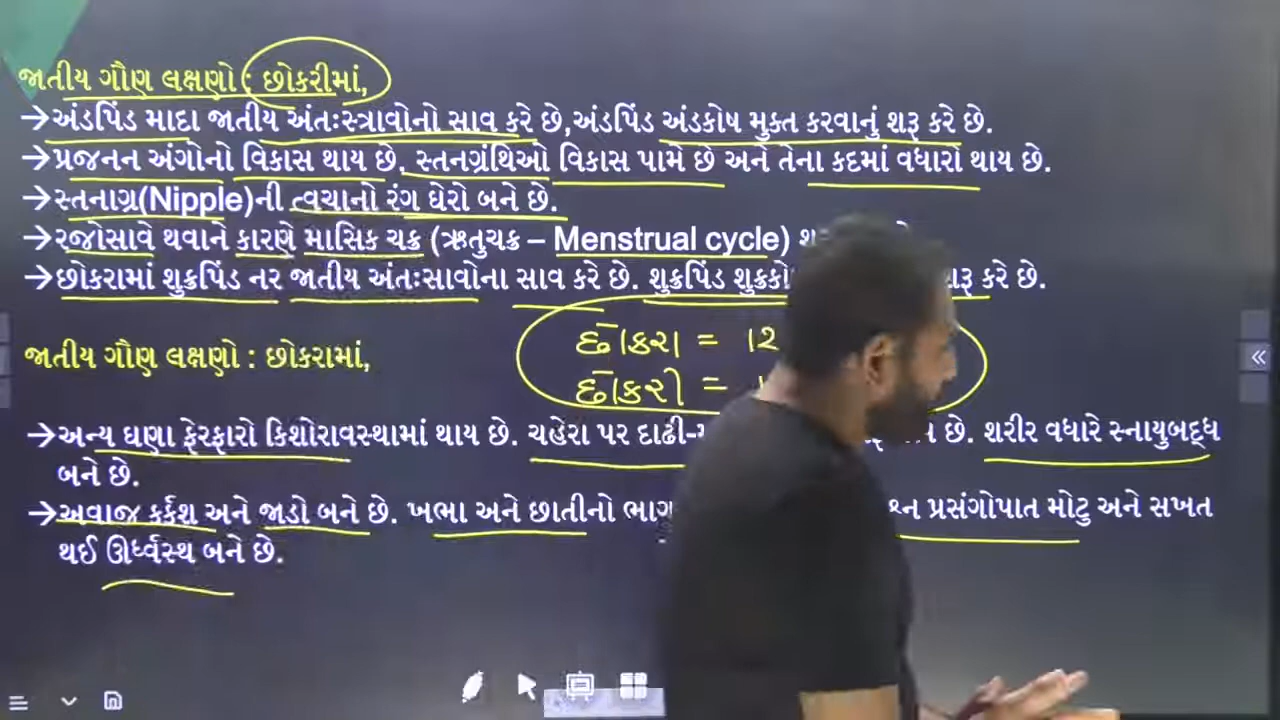 જાતીય ગૌણ લક્ષણો : છોકરીમાં,
→અંડપિંડ માદા જાતીય અંતઃસ્ત્રાવોનો સાવ કરે છે,અંડપિંડ અંડકોષ મુક્ત કરવાનું શરૂ કરે છે.
→પ્રજનન અંગોનો વિકાસ થાય છે, સ્તનગ્રંથિઓ વિકાસ પામે છે અને તેના કદમાં વધારો થાય છે.
→સ્તનાગ્ર(Nipple)ની ત્વચાનો રંગ ઘેરો બને છે.
→રજોસાવે થવાને કારણે માસિક ચક્ર (ઋતુચક્ર – Menstrual cycle)
→છોકરામાં શુક્રપિંડ નર જાતીય અંતઃસાવોના સાવ કરે છે. શુક્રપિંડ કરે છે.
છોકરા = 12
છોકરી =
જાતીય ગૌણ લક્ષણો : છોકરામાં,
→અન્ય ઘણા ફેરફારો કિશોરાવસ્થામાં થાય છે. ચહેરા પર દાઢી- છે. શરીર વધારે સ્નાયુબદ્ધ
બને છે.
→અવાજ કર્કશ અને જાડો બને છે. ખભા અને છાતીનો પ્રસંગોપાત મોટુ અને સખત
થઈ ઊર્ધ્વસ્થ બને છે.